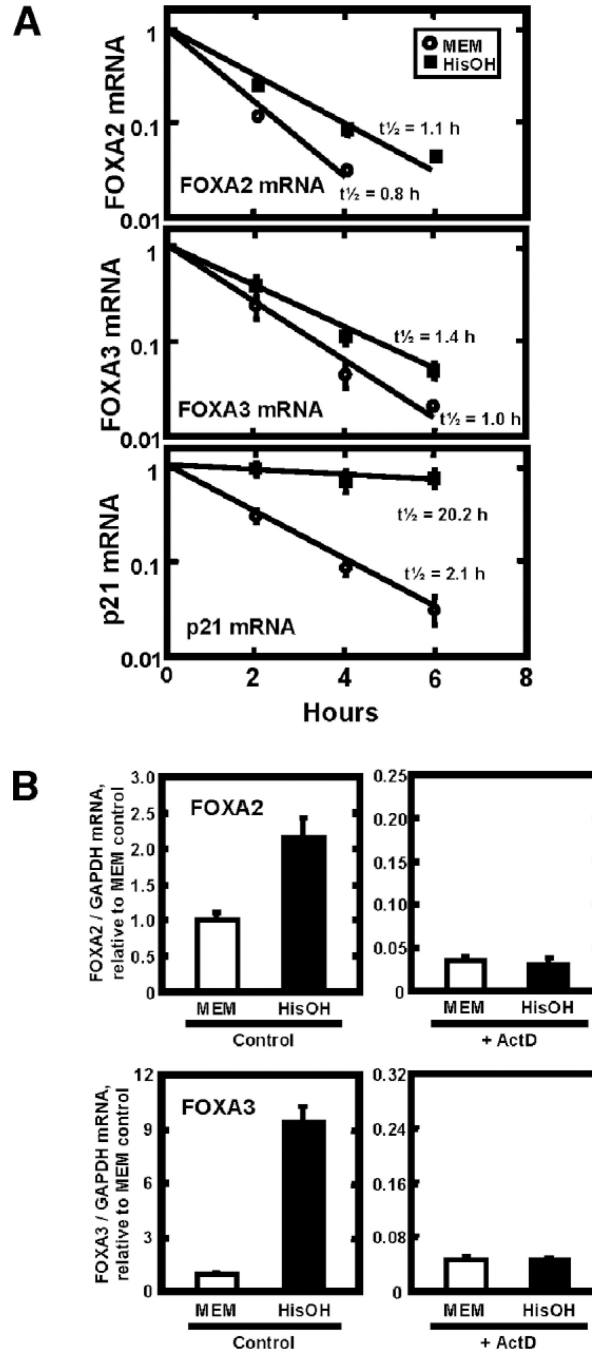 A
FOXA2 mRNA
1
0.1
0.01
MEM
HisOH
t½ = 1.1 h
t½ = 0.8 h
FOXA2 mRNA
FOXA3 mRNA
1
0.1
0.01
t½ = 1.4 h
t½ = 1.0 h
FOXA3 mRNA
p21 mRNA
1
0.1
0.01
t½ = 20.2 h
t½ = 2.1 h
p21 mRNA
0 2 4 6 8
Hours
B
FOXA2 / GAPDH mRNA,
relative to MEM control
3.0
2.5
2.0
1.5
1.0
0.5
0
FOXA2
MEM HisOH
Control
0.25
0.20
0.15
0.10
0.05
0
MEM HisOH
+ ActD
FOXA3 / GAPDH mRNA,
relative to MEM control
12
9
6
3
0
FOXA3
MEM HisOH
Control
0.32
0.24
0.16
0.08
0
MEM HisOH
+ ActD